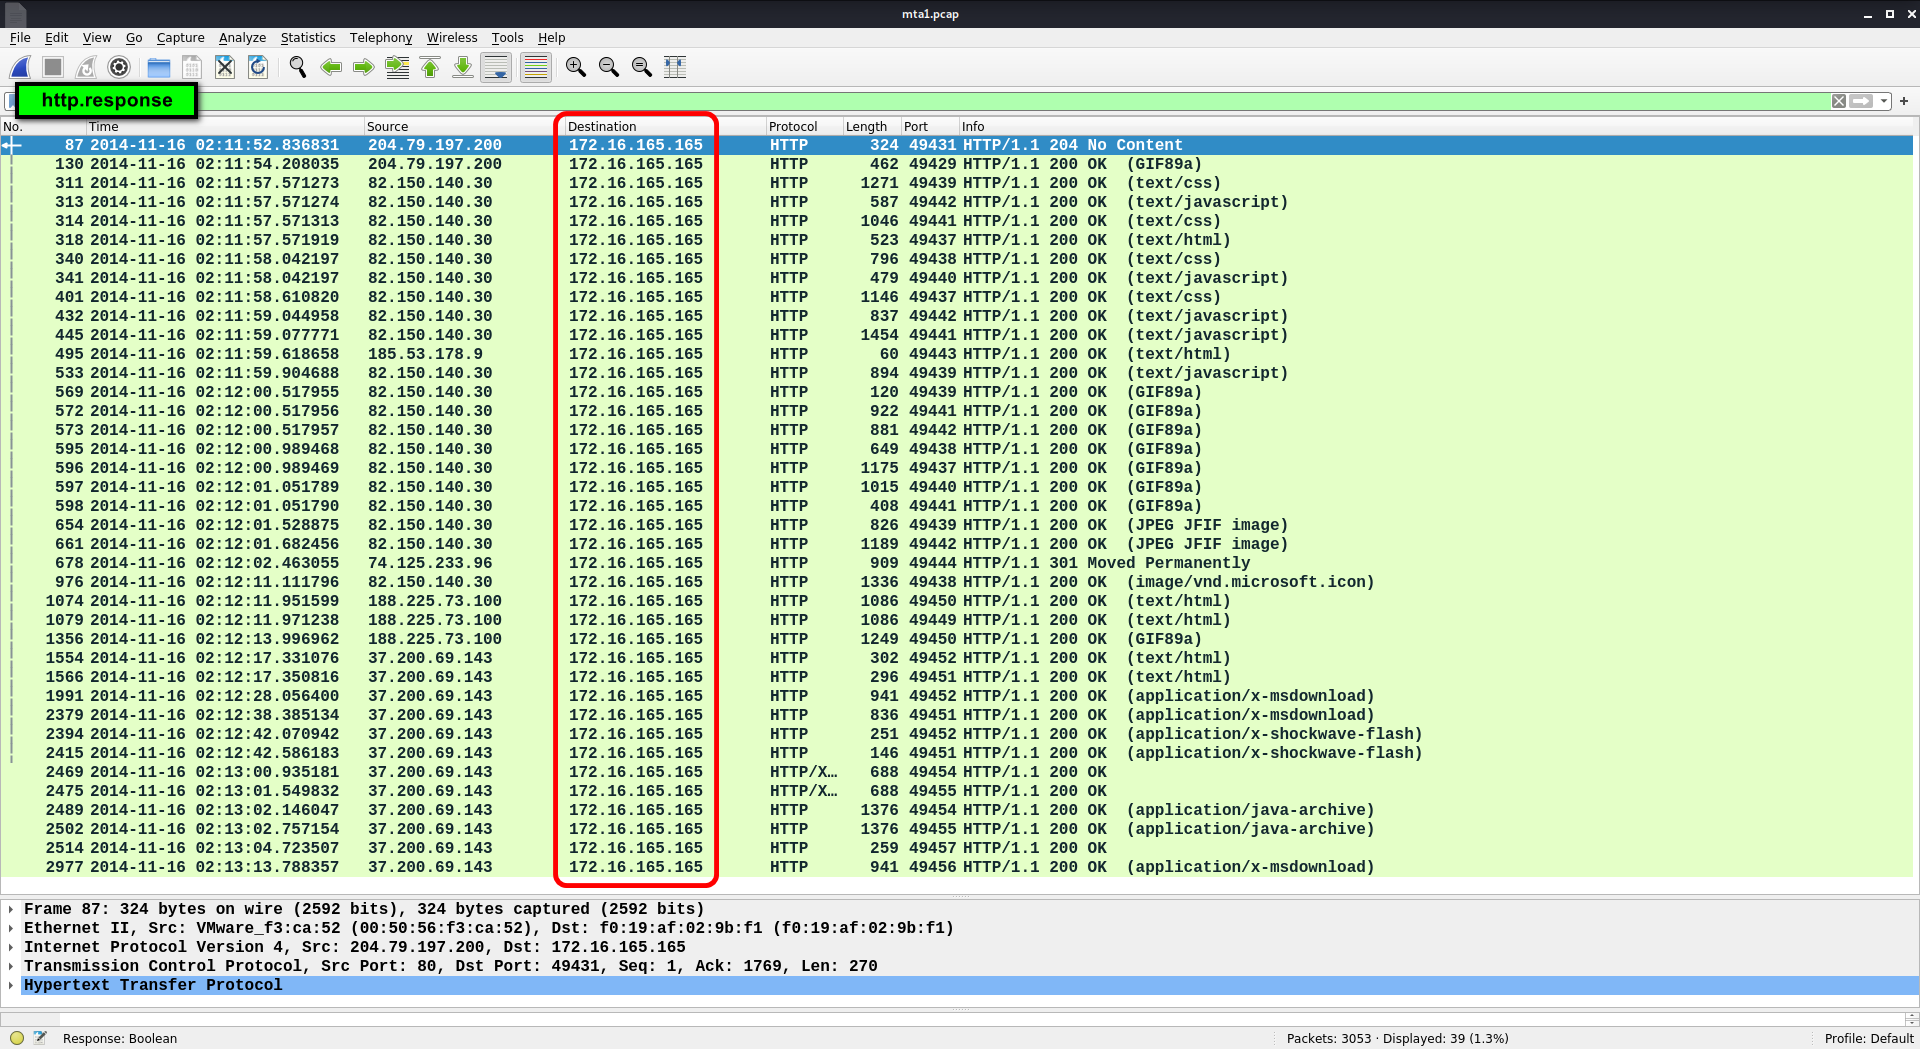 mta1.pcap
File Edit View Go Capture Analyze Statistics Telephony Wireless Tools Help
http.response
No. Time Source Destination Protocol Length Port Info
87 2014-11-16 02:11:52.836831 204.79.197.200 172.16.165.165 HTTP 324 49431 HTTP/1.1 204 No Content
130 2014-11-16 02:11:54.208035 204.79.197.200 172.16.165.165 HTTP 462 49429 HTTP/1.1 200 OK (GIF89a)
311 2014-11-16 02:11:57.571273 82.150.140.30 172.16.165.165 HTTP 1271 49439 HTTP/1.1 200 OK (text/css)
313 2014-11-16 02:11:57.571274 82.150.140.30 172.16.165.165 HTTP 587 49442 HTTP/1.1 200 OK (text/javascript)
314 2014-11-16 02:11:57.571313 82.150.140.30 172.16.165.165 HTTP 1046 49441 HTTP/1.1 200 OK (text/css)
318 2014-11-16 02:11:57.571919 82.150.140.30 172.16.165.165 HTTP 523 49437 HTTP/1.1 200 OK (text/html)
340 2014-11-16 02:11:58.042197 82.150.140.30 172.16.165.165 HTTP 796 49438 HTTP/1.1 200 OK (text/css)
341 2014-11-16 02:11:58.042197 82.150.140.30 172.16.165.165 HTTP 479 49440 HTTP/1.1 200 OK (text/javascript)
401 2014-11-16 02:11:58.610820 82.150.140.30 172.16.165.165 HTTP 1146 49437 HTTP/1.1 200 OK (text/css)
432 2014-11-16 02:11:59.044958 82.150.140.30 172.16.165.165 HTTP 837 49442 HTTP/1.1 200 OK (text/javascript)
445 2014-11-16 02:11:59.077771 82.150.140.30 172.16.165.165 HTTP 1454 49441 HTTP/1.1 200 OK (text/javascript)
495 2014-11-16 02:11:59.618658 185.53.178.9 172.16.165.165 HTTP 60 49443 HTTP/1.1 200 OK (text/html)
533 2014-11-16 02:11:59.904688 82.150.140.30 172.16.165.165 HTTP 894 49439 HTTP/1.1 200 OK (text/javascript)
569 2014-11-16 02:12:00.517955 82.150.140.30 172.16.165.165 HTTP 120 49439 HTTP/1.1 200 OK (GIF89a)
572 2014-11-16 02:12:00.517956 82.150.140.30 172.16.165.165 HTTP 922 49441 HTTP/1.1 200 OK (GIF89a)
573 2014-11-16 02:12:00.517957 82.150.140.30 172.16.165.165 HTTP 881 49442 HTTP/1.1 200 OK (GIF89a)
595 2014-11-16 02:12:00.989468 82.150.140.30 172.16.165.165 HTTP 649 49438 HTTP/1.1 200 OK (GIF89a)
596 2014-11-16 02:12:00.989469 82.150.140.30 172.16.165.165 HTTP 1175 49437 HTTP/1.1 200 OK (GIF89a)
597 2014-11-16 02:12:01.051789 82.150.140.30 172.16.165.165 HTTP 1015 49440 HTTP/1.1 200 OK (GIF89a)
598 2014-11-16 02:12:01.051790 82.150.140.30 172.16.165.165 HTTP 408 49441 HTTP/1.1 200 OK (GIF89a)
654 2014-11-16 02:12:01.528875 82.150.140.30 172.16.165.165 HTTP 826 49439 HTTP/1.1 200 OK (JPEG JFIF image)
661 2014-11-16 02:12:01.682456 82.150.140.30 172.16.165.165 HTTP 1189 49442 HTTP/1.1 200 OK (JPEG JFIF image)
678 2014-11-16 02:12:02.463055 74.125.233.96 172.16.165.165 HTTP 909 49444 HTTP/1.1 301 Moved Permanently
976 2014-11-16 02:12:11.111796 82.150.140.30 172.16.165.165 HTTP 1336 49438 HTTP/1.1 200 OK (image/vnd.microsoft.icon)
1074 2014-11-16 02:12:11.951599 188.225.73.100 172.16.165.165 HTTP 1086 49450 HTTP/1.1 200 OK (text/html)
1079 2014-11-16 02:12:11.971238 188.225.73.100 172.16.165.165 HTTP 1086 49449 HTTP/1.1 200 OK (text/html)
1356 2014-11-16 02:12:13.996962 188.225.73.100 172.16.165.165 HTTP 1249 49450 HTTP/1.1 200 OK (GIF89a)
1554 2014-11-16 02:12:17.331076 37.200.69.143 172.16.165.165 HTTP 302 49452 HTTP/1.1 200 OK (text/html)
1566 2014-11-16 02:12:17.350816 37.200.69.143 172.16.165.165 HTTP 296 49451 HTTP/1.1 200 OK (text/html)
1991 2014-11-16 02:12:28.056400 37.200.69.143 172.16.165.165 HTTP 941 49452 HTTP/1.1 200 OK (application/x-msdownload)
2379 2014-11-16 02:12:38.385134 37.200.69.143 172.16.165.165 HTTP 836 49451 HTTP/1.1 200 OK (application/x-msdownload)
2394 2014-11-16 02:12:42.070942 37.200.69.143 172.16.165.165 HTTP 251 49452 HTTP/1.1 200 OK (application/x-shockwave-flash)
2415 2014-11-16 02:12:42.586183 37.200.69.143 172.16.165.165 HTTP 146 49451 HTTP/1.1 200 OK (application/x-shockwave-flash)
2469 2014-11-16 02:13:00.935181 37.200.69.143 172.16.165.165 HTTP/X… 688 49454 HTTP/1.1 200 OK
2475 2014-11-16 02:13:01.549832 37.200.69.143 172.16.165.165 HTTP/X… 688 49455 HTTP/1.1 200 OK
2489 2014-11-16 02:13:02.146047 37.200.69.143 172.16.165.165 HTTP 1376 49454 HTTP/1.1 200 OK (application/java-archive)
2502 2014-11-16 02:13:02.757154 37.200.69.143 172.16.165.165 HTTP 1376 49455 HTTP/1.1 200 OK (application/java-archive)
2514 2014-11-16 02:13:04.723507 37.200.69.143 172.16.165.165 HTTP 259 49457 HTTP/1.1 200 OK
2977 2014-11-16 02:13:13.788357 37.200.69.143 172.16.165.165 HTTP 941 49456 HTTP/1.1 200 OK (application/x-msdownload)
Frame 87: 324 bytes on wire (2592 bits), 324 bytes captured (2592 bits)
Ethernet II, Src: VMware_f3:ca:52 (00:50:56:f3:ca:52), Dst: f0:19:af:02:9b:f1 (f0:19:af:02:9b:f1)
Internet Protocol Version 4, Src: 204.79.197.200, Dst: 172.16.165.165
Transmission Control Protocol, Src Port: 80, Dst Port: 49431, Seq: 1, Ack: 1769, Len: 270
Hypertext Transfer Protocol
Response: Boolean Packets: 3053 · Displayed: 39 (1.3%) Profile: Default